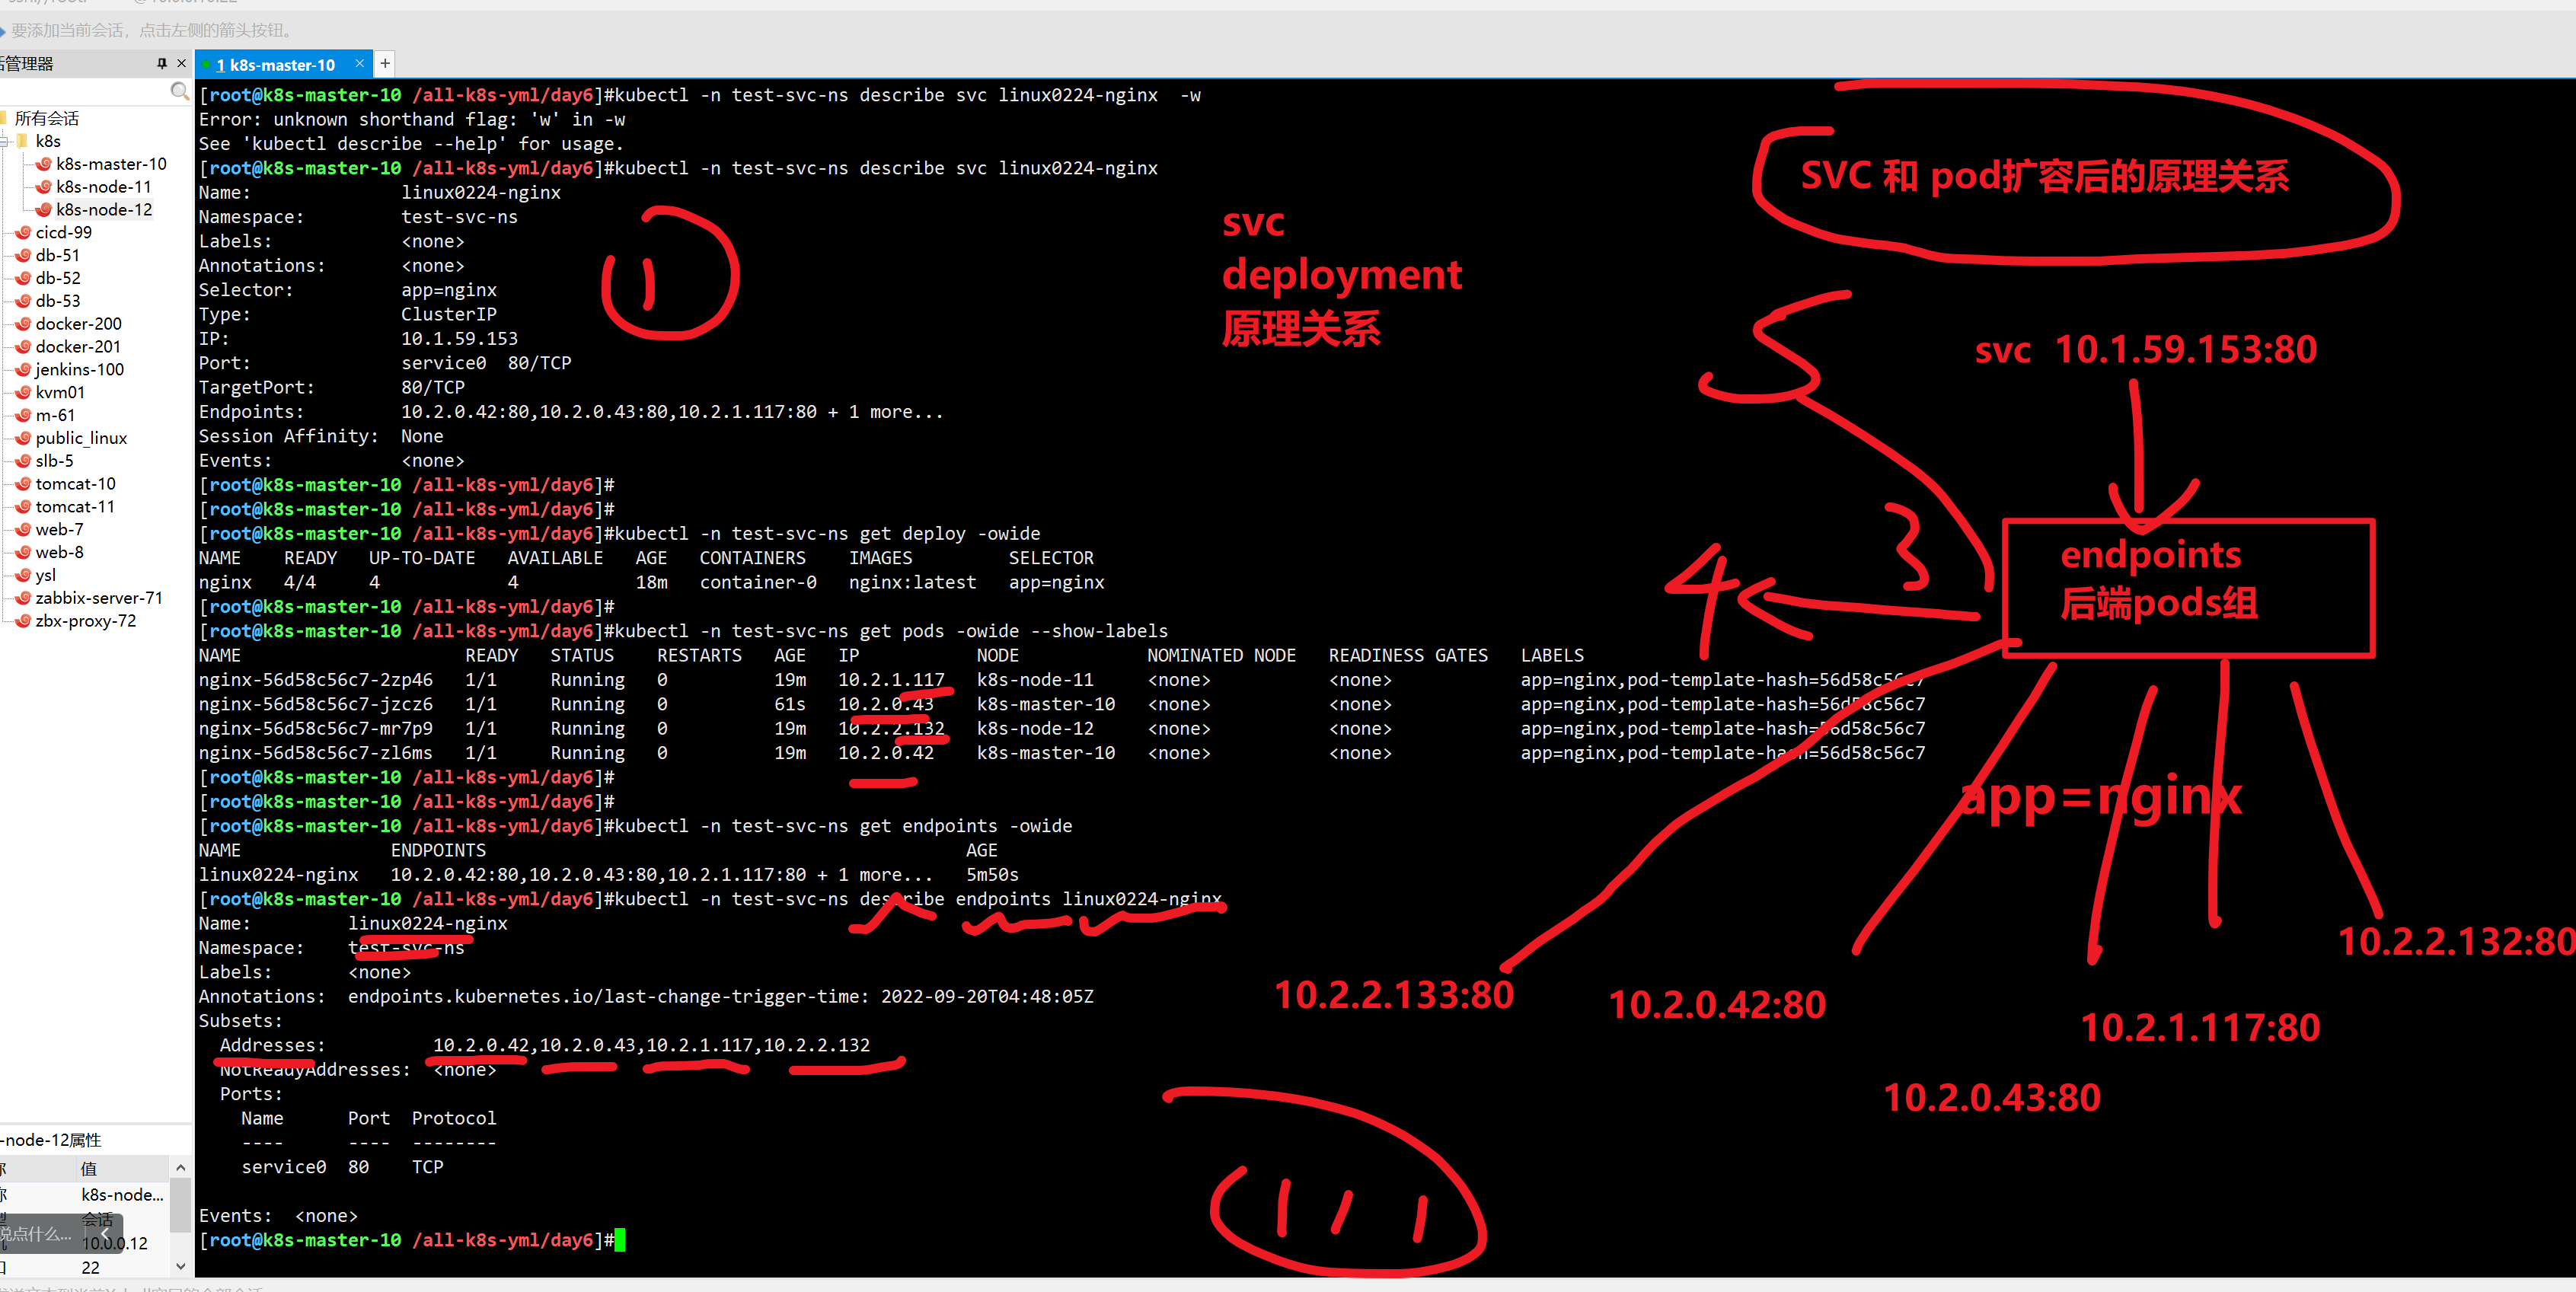 要添加当前会话，点击左侧的箭头按钮。
管理器
1 k8s-master-10
+
所有会话
k8s
k8s-master-10
k8s-node-11
k8s-node-12
cicd-99
db-51
db-52
db-53
docker-200
docker-201
jenkins-100
kvm01
m-61
public_linux
slb-5
tomcat-10
tomcat-11
web-7
web-8
ysl
zabbix-server-71
zbx-proxy-72
-node-12属性
值
k8s-node...
会话
说点什么...
10.0.0.12
22
[root@k8s-master-10 /all-k8s-yml/day6]#kubectl -n test-svc-ns describe svc linux0224-nginx  -w
Error: unknown shorthand flag: 'w' in -w
See 'kubectl describe --help' for usage.
[root@k8s-master-10 /all-k8s-yml/day6]#kubectl -n test-svc-ns describe svc linux0224-nginx
Name: linux0224-nginx
Namespace: test-svc-ns
Labels: <none>
Annotations: <none>
Selector: app=nginx
Type: ClusterIP
IP: 10.1.59.153
Port: service0  80/TCP
TargetPort: 80/TCP
Endpoints: 10.2.0.42:80,10.2.0.43:80,10.2.1.117:80 + 1 more...
Session Affinity: None
Events: <none>
[root@k8s-master-10 /all-k8s-yml/day6]#
[root@k8s-master-10 /all-k8s-yml/day6]#
[root@k8s-master-10 /all-k8s-yml/day6]#kubectl -n test-svc-ns get deploy -owide
NAME READY UP-TO-DATE AVAILABLE AGE CONTAINERS IMAGES SELECTOR
nginx 4/4 4 4 18m container-0 nginx:latest app=nginx
[root@k8s-master-10 /all-k8s-yml/day6]#
[root@k8s-master-10 /all-k8s-yml/day6]#kubectl -n test-svc-ns get pods -owide --show-labels
NAME READY STATUS RESTARTS AGE IP NODE NOMINATED NODE READINESS GATES LABELS
nginx-56d58c56c7-2zp46 1/1 Running 0 19m 10.2.1.117 k8s-node-11 <none> <none> app=nginx,pod-template-hash=56d58c56c7
nginx-56d58c56c7-jzcz6 1/1 Running 0 61s 10.2.0.43 k8s-master-10 <none> <none> app=nginx,pod-template-hash=56d58c56c7
nginx-56d58c56c7-mr7p9 1/1 Running 0 19m 10.2.2.132 k8s-node-12 <none> <none> app=nginx,pod-template-hash=56d58c56c7
nginx-56d58c56c7-zl6ms 1/1 Running 0 19m 10.2.0.42 k8s-master-10 <none> <none> app=nginx,pod-template-hash=56d58c56c7
[root@k8s-master-10 /all-k8s-yml/day6]#
[root@k8s-master-10 /all-k8s-yml/day6]#
[root@k8s-master-10 /all-k8s-yml/day6]#kubectl -n test-svc-ns get endpoints -owide
NAME ENDPOINTS AGE
linux0224-nginx 10.2.0.42:80,10.2.0.43:80,10.2.1.117:80 + 1 more... 5m50s
[root@k8s-master-10 /all-k8s-yml/day6]#kubectl -n test-svc-ns describe endpoints linux0224-nginx
Name: linux0224-nginx
Namespace: test-svc-ns
Labels: <none>
Annotations: endpoints.kubernetes.io/last-change-trigger-time: 2022-09-20T04:48:05Z
Subsets:
Addresses: 10.2.0.42,10.2.0.43,10.2.1.117,10.2.2.132
NotReadyAddresses: <none>
Ports:
Name Port Protocol
---- ---- --------
service0 80 TCP
Events: <none>
[root@k8s-master-10 /all-k8s-yml/day6]#
1
svc
deployment
原理关系
SVC 和 pod扩容后的原理关系
5
svc 10.1.59.153:80
3
4
endpoints
后端pods组
app=nginx
10.2.2.132:80
10.2.2.133:80
10.2.0.42:80
10.2.1.117:80
10.2.0.43:80
111